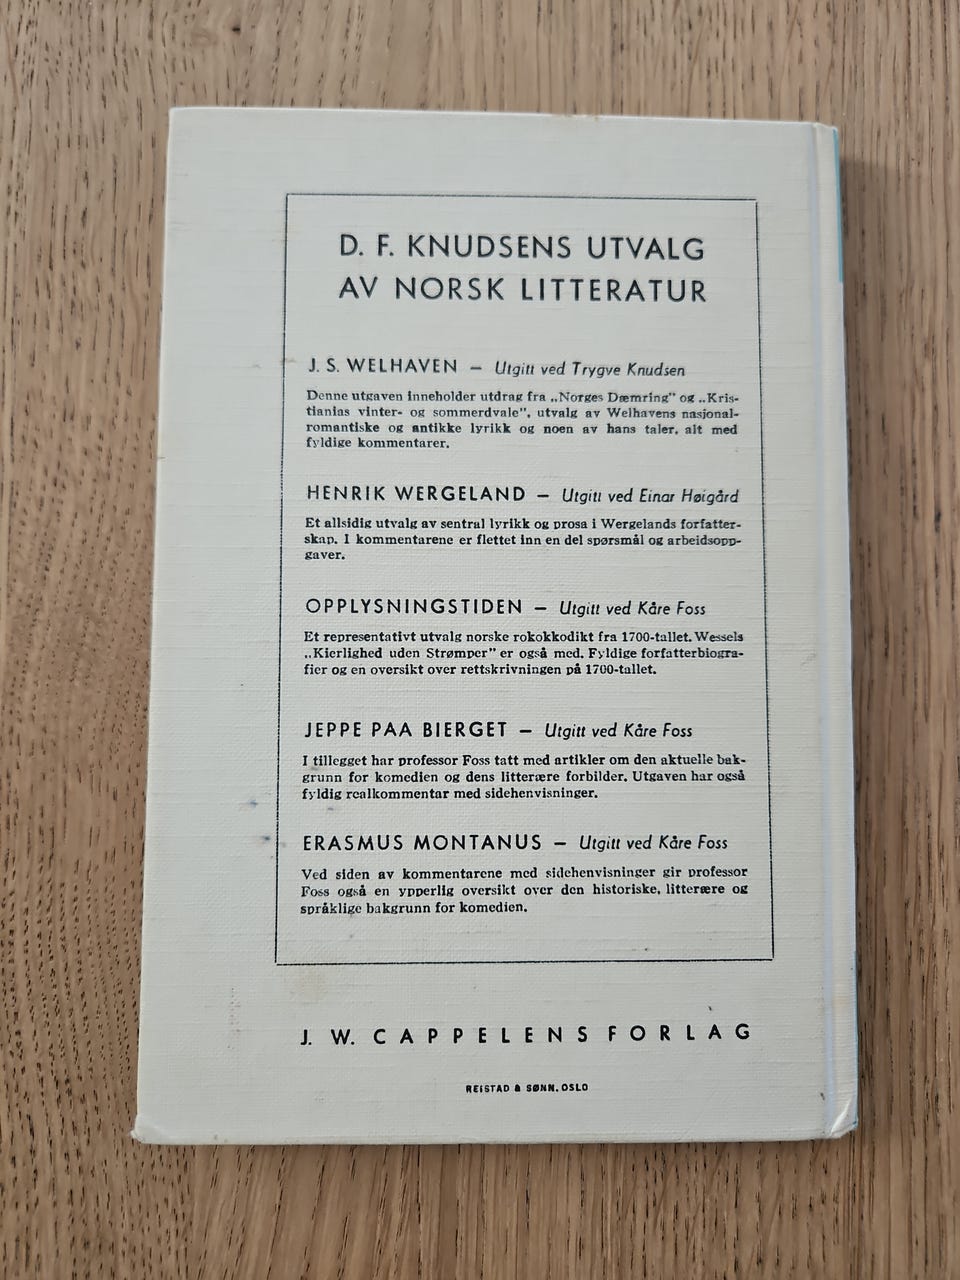 D. F. KNUDSENS UTVALG
AV NORSK LITTERATUR
J. S. WELHAVEN – Utgitt ved Trygve Knudsen
Denne utgaven inneholder utdrag fra „Norges Dæmring” og „Kris-
tianias vinter- og sommerdvale”, utvalg av Welhavens nasjonal-
romantiske og antikke lyrikk og noen av hans taler, alt med
fyldige kommentarer.
HENRIK WERGELAND – Utgitt ved Einar Høigård
Et allsidig utvalg av sentral lyrikk og prosa i Wergelands forfatter-
skap. I kommentarene er flettet inn en del spørsmål og arbeidsopp-
gaver.
OPPLYSNINGSTIDEN – Utgitt ved Kåre Foss
Et representativt utvalg norske rokokkodikt fra 1700-tallet. Wessels
„Kierlighed uden Strømper” er også med. Fyldige forfatterbiogra-
fier og en oversikt over rettskrivningen på 1700-tallet.
JEPPE PAA BIERGET – Utgitt ved Kåre Foss
I tillegget har professor Foss tatt med artikler om den aktuelle bak-
grunn for komedien og dens litterære forbilder. Utgaven har også
fyldig realkommentar med sidehenvisninger.
ERASMUS MONTANUS – Utgitt ved Kåre Foss
Ved siden av kommentarene med sidehenvisninger gir professor
Foss også en ypperlig oversikt over den historiske, litterære og
språklige bakgrunn for komedien.
J. W. CAPPELENS FORLAG
REISTAD & SØNN, OSLO